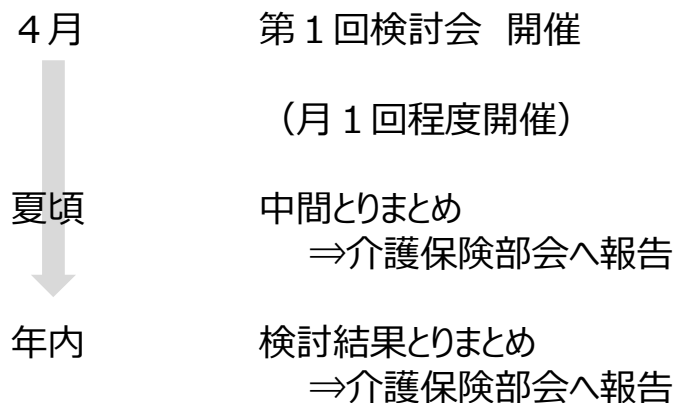 ４月　第１回検討会 開催
（月１回程度開催）
夏頃　中間とりまとめ
⇒介護保険部会へ報告
年内　検討結果とりまとめ
⇒介護保険部会へ報告